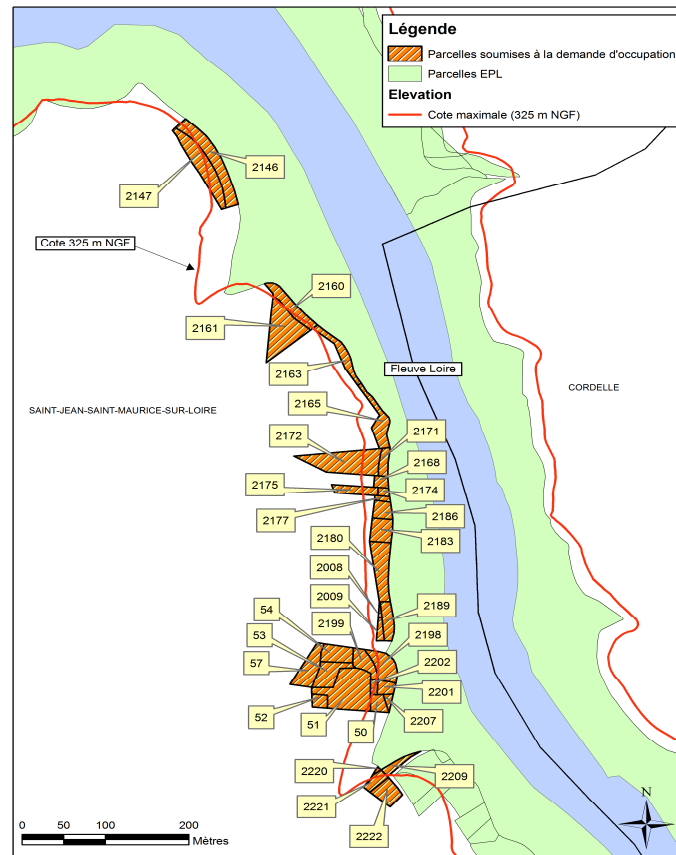 Légende
Parcelles soumises à la demande d'occupation
Parcelles EPL
Elevation
Cote maximale (325 m NGF)
2146
2147
Cote 325 m NGF
2160
2161
2163
Fleuve Loire
CORDELLE
2165
SAINT-JEAN-SAINT-MAURICE-SUR-LOIRE
2172
2171
2168
2175
2174
2177
2186
2183
2180
2008
2009
2189
54
2199
53
2198
57
2202
2201
52
51
50
2207
2220
2209
2221
2222
N
0 50 100 200
Mètres